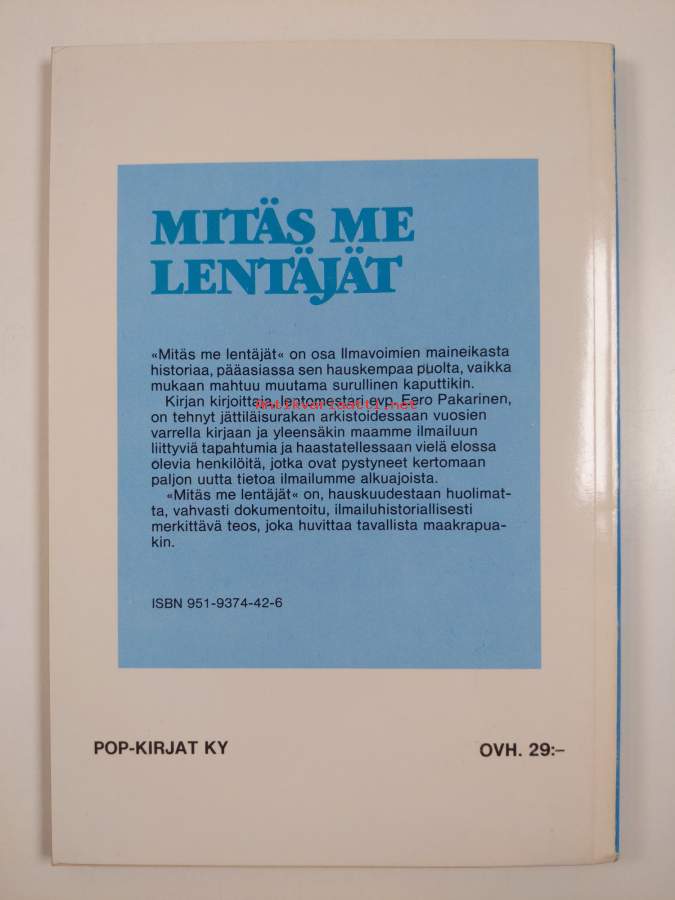 MITÄS ME
LENTÄJÄT
«Mitäs me lentäjät« on osa Ilmavoimien maineikasta
historiaa, pääasiassa sen hauskempaa puolta, vaikka
mukaan mahtuu muutama surullinen kaputtikin.
Kirjan kirjoittaja, lentomestari evp. Eero Pakarinen,
Antikvariaatti.net
on tehnyt jättiläisurakan arkistoidessaan vuosien
varrella kirjaan ja yleensäkin maamme ilmailuun
liittyviä tapahtumia ja haastatellessaan vielä elossa
olevia henkilöitä, jotka ovat pystyneet kertomaan
paljon uutta tietoa ilmailumme alkuajoista.
«Mitäs me lentäjät« on, hauskuudestaan huolimat-
ta, vahvasti dokumentoitu, ilmailuhistoriallisesti
merkittävä teos, joka huvittaa tavallista maakrapua-
kin.
ISBN 951-9374-42-6
POP-KIRJAT KY
OVH. 29:–